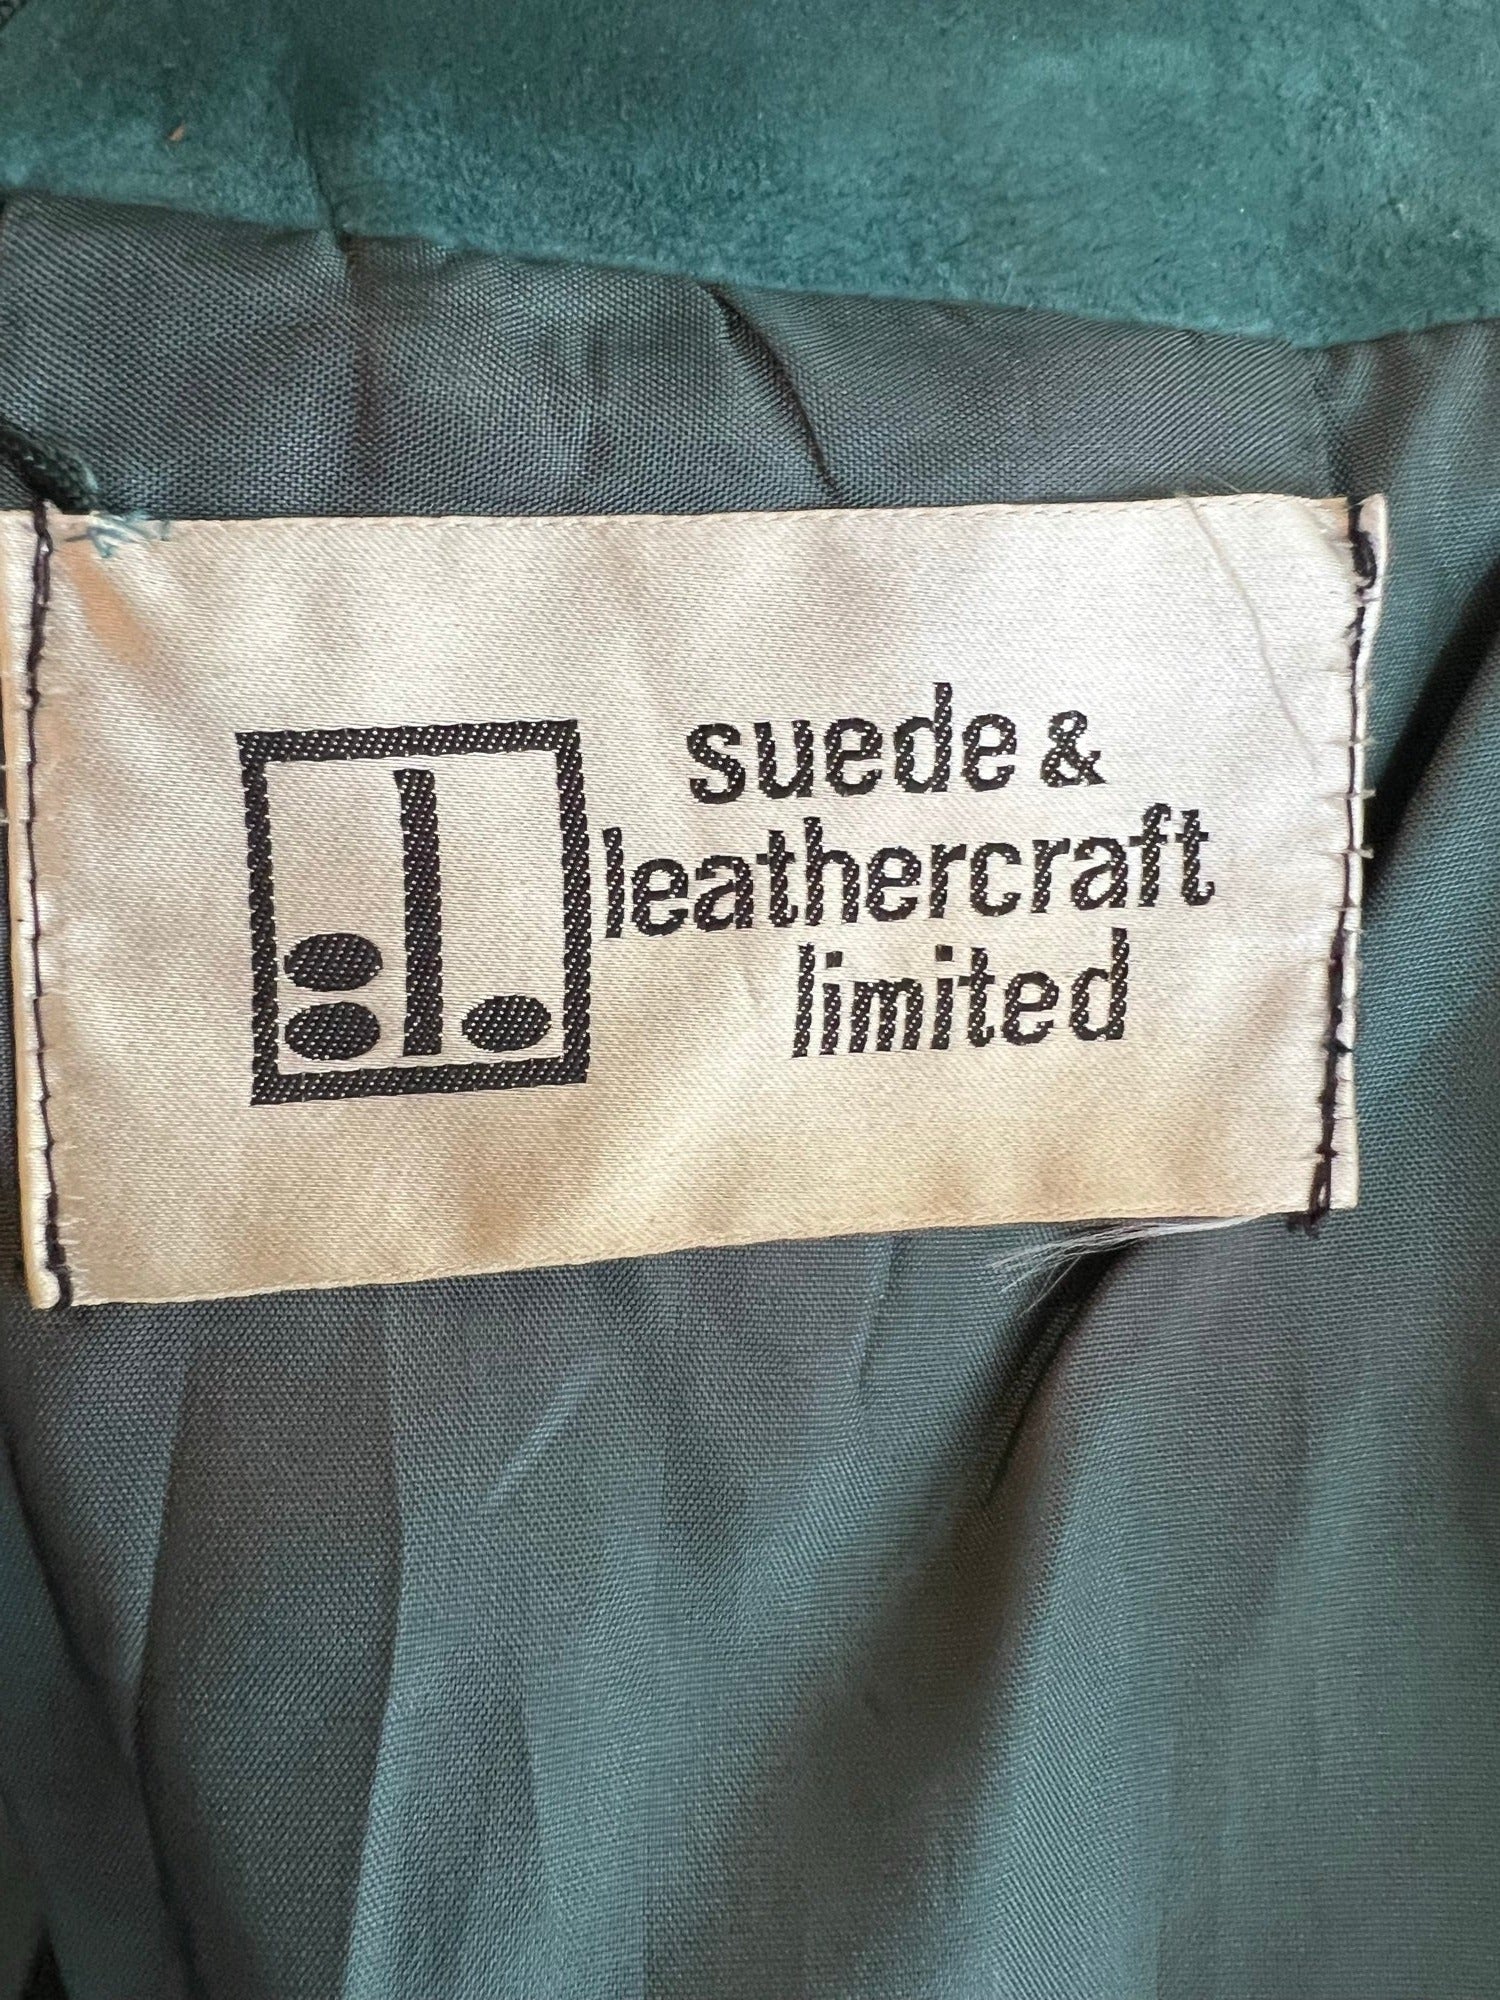 suede &
leathercraft
limited